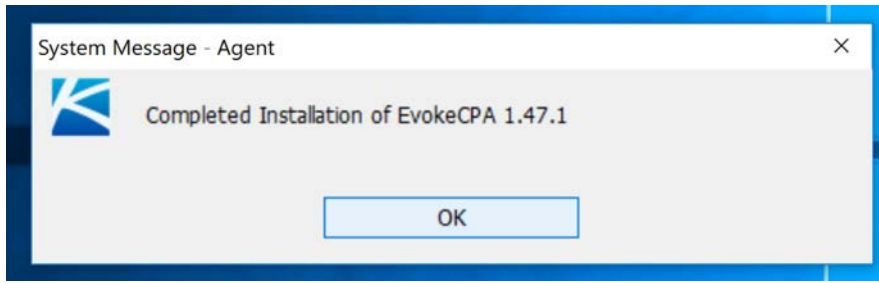 System Message - Agent
Completed Installation of EvokeCPA 1.47.1
OK